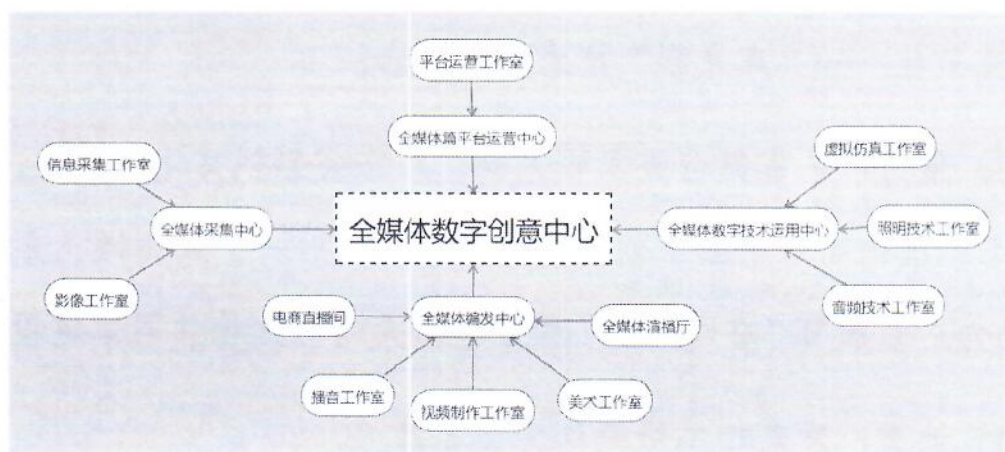 平台运营工作室
全媒体篇平台运营中心
信息采集工作室
虚拟仿真工作室
全媒体采集中心
全媒体数字创意中心
全媒体数字技术运用中心
照明技术工作室
影像工作室
电商直播间
全媒体编发中心
全媒体演播厅
音频技术工作室
播音工作室
视频制作工作室
美术工作室